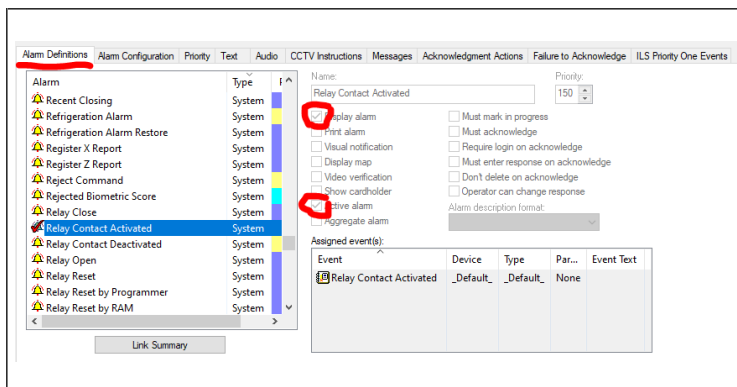 Alarm Definitions Alarm Configuration Priority Text Audio CCTV Instructions Messages Acknowledgment Actions Failure to Acknowledge ILS Priority One Events
Alarm Type
Recent Closing System
Refrigeration Alarm System
Refrigeration Alarm Restore System
Register X Report System
Register Z Report System
Reject Command System
Rejected Biometric Score System
Relay Close System
Relay Contact Activated System
Relay Contact Deactivated System
Relay Open System
Relay Reset System
Relay Reset by Programmer System
Relay Reset by RAM System
Link Summary
Name: Priority:
Relay Contact Activated 150
Display alarm Must mark in progress
Print alarm Must acknowledge
Visual notification Require login on acknowledge
Display map Must enter response on acknowledge
Video verification Don't delete on acknowledge
Show cardholder Operator can change response
Active alarm Alarm description format:
Aggregate alarm
Assigned event(s):
Event Device Type Par... Event Text
Relay Contact Activated _Default_ _Default_ None